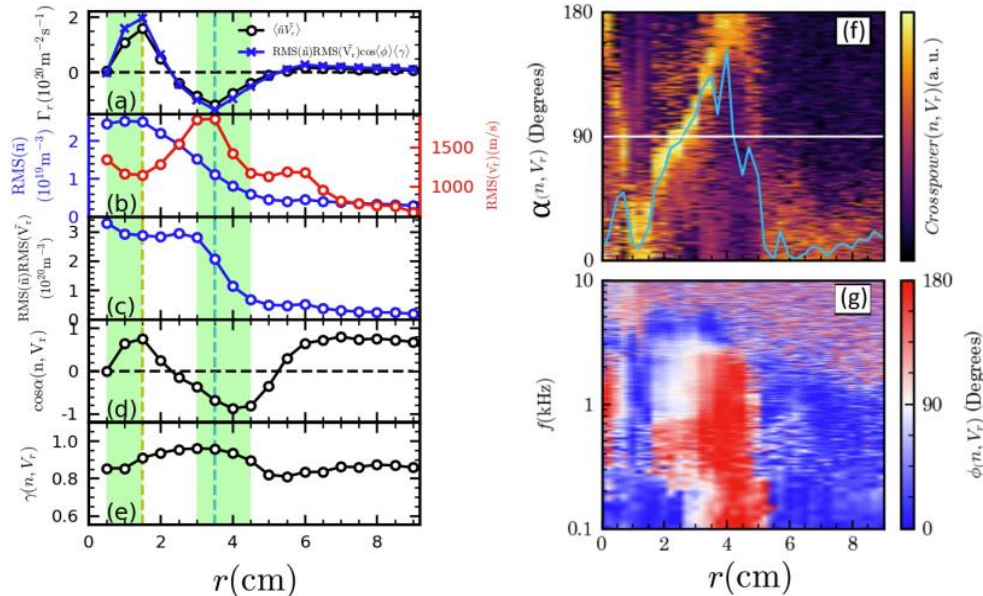 Γr(10²⁰m⁻²s⁻¹)
2
0
⟨ñṼr⟩
RMS(ñ)RMS(Ṽr)cos⟨ϕ⟩⟨γ⟩
(a)
RMS(ñ)
(10¹⁹m⁻³)
2
1
0
(b)
1500
1000
RMS(ṽr)(m/s)
RMS(ñ)RMS(Ṽr)
(10²⁰m⁻³)
3
2
1
0
(c)
cosα(n, Vr)
1
0
-1
(d)
γ(n, Vr)
1.0
0.8
0.6
(e)
0 2 4 6 8
r(cm)
α(n, Vr) (Degrees)
180
90
0
(f)
Crosspower(n, Vr)(a. u.)
f(kHz)
10
1
0.1
(g)
180
90
0
ϕ(n, Vr) (Degrees)
0 2 4 6 8
r(cm)